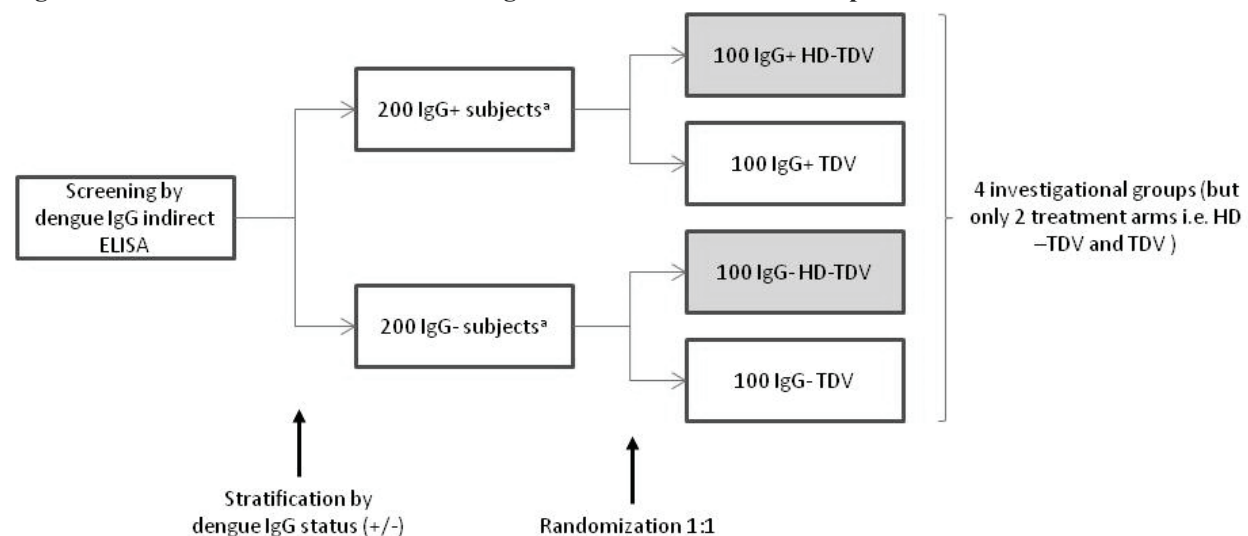 100 IgG+ HD-TDV
200 IgG+ subjectsª
100 IgG+ TDV
Screening by
dengue IgG indirect
ELISA
4 investigational groups (but
only 2 treatment arms i.e. HD
–TDV and TDV )
100 IgG- HD-TDV
200 IgG- subjectsª
100 IgG- TDV
Stratification by
dengue IgG status (+/-)
Randomization 1:1